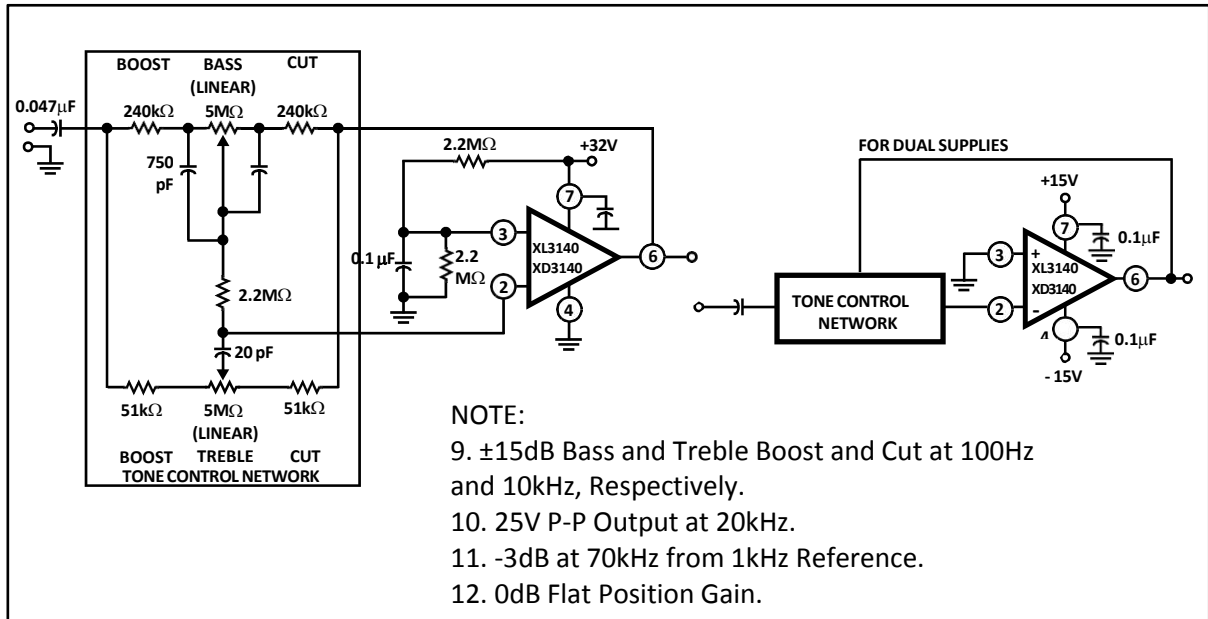 BOOST BASS CUT
(LINEAR)
0.047µF
240kΩ 5MΩ 240kΩ
750
pF
2.2MΩ
+32V
7
3
XL3140
XD3140
0.1 µF
2.2
MΩ
2
6
4
2.2MΩ
20 pF
51kΩ 5MΩ 51kΩ
(LINEAR)
BOOST TREBLE CUT
TONE CONTROL NETWORK
FOR DUAL SUPPLIES
+15V
7
0.1µF
3
+
XL3140
XD3140
6
TONE CONTROL
NETWORK
2
-
4
0.1µF
- 15V
NOTE:
9. ±15dB Bass and Treble Boost and Cut at 100Hz
and 10kHz, Respectively.
10. 25V P-P Output at 20kHz.
11. -3dB at 70kHz from 1kHz Reference.
12. 0dB Flat Position Gain.